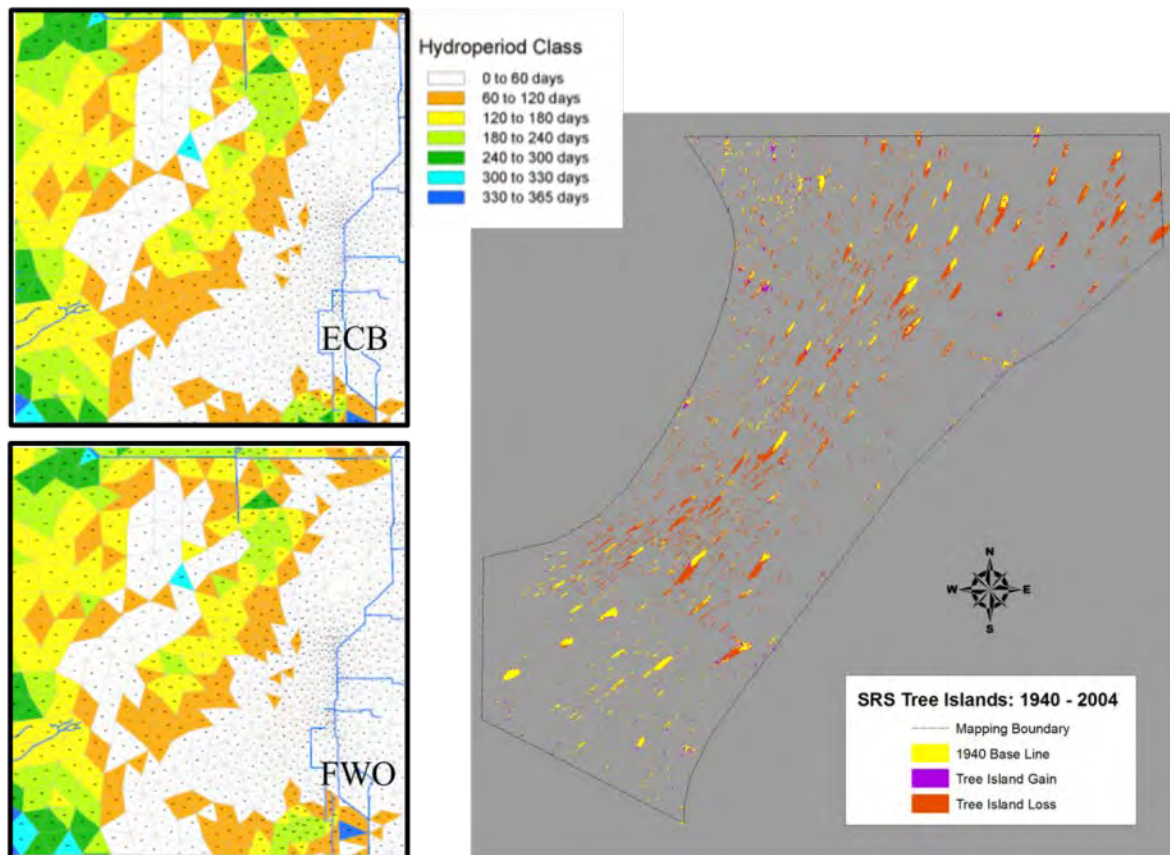 Hydroperiod Class
0 to 60 days
60 to 120 days
120 to 180 days
180 to 240 days
240 to 300 days
300 to 330 days
330 to 365 days
ECB
FWO
N
W
E
S
SRS Tree Islands: 1940 - 2004
Mapping Boundary
1940 Base Line
Tree Island Gain
Tree Island Loss